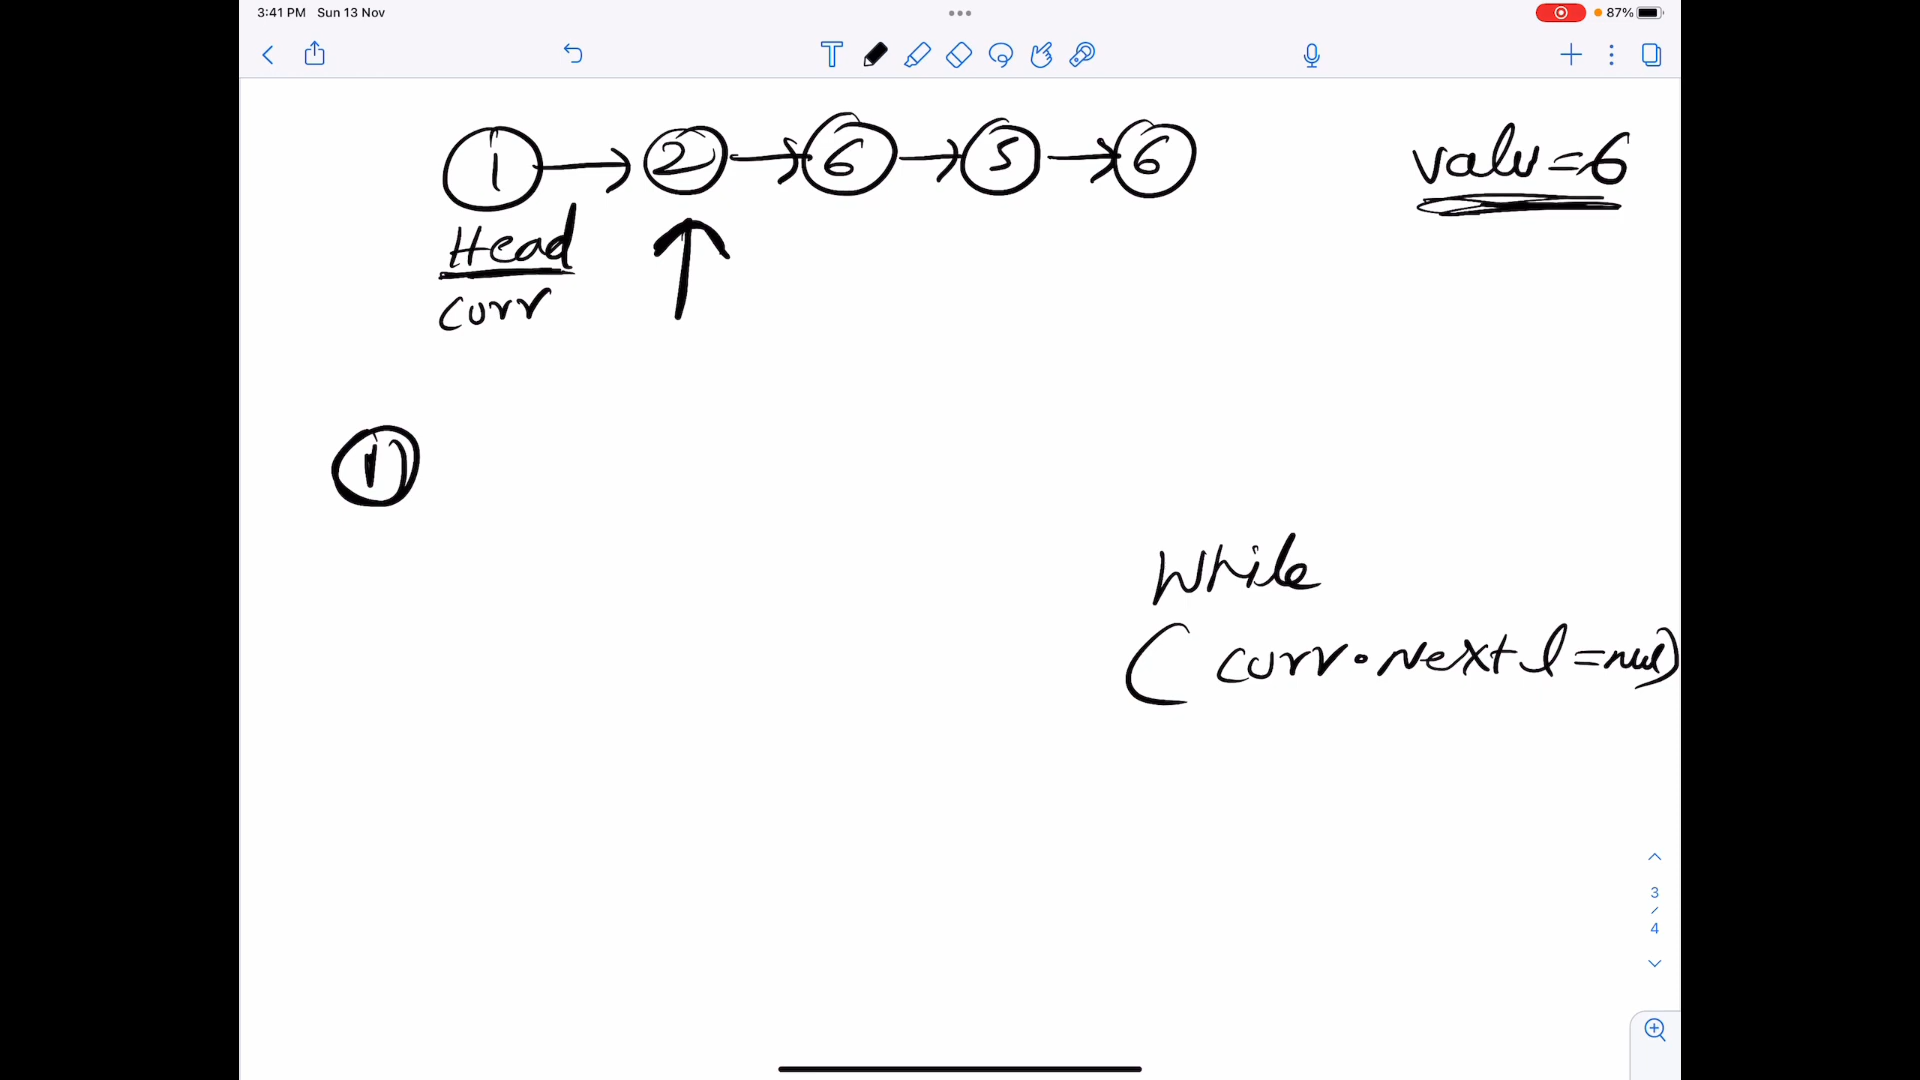 3:41 PM Sun 13 Nov
87%
1 → 2 → 6 → 5 → 6
valu=6
Head
curr
1
While
( curr.next != null)
3
/
4